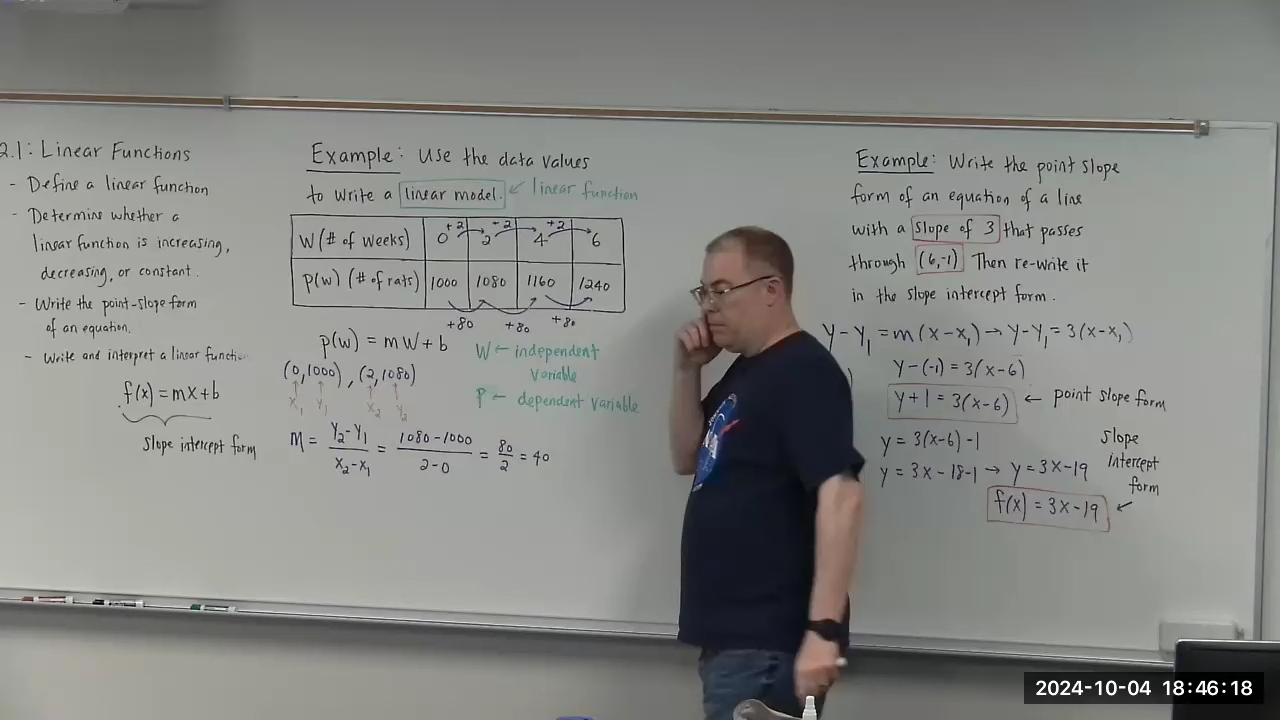 2.1: Linear Functions
- Define a linear function
- Determine whether a
linear function is increasing,
decreasing, or constant.
- Write the point-slope form
of an equation.
- Write and interpret a linear
f(x) = mx+b
slope intercept form
Example: Use the data values
to write a linear model. ← linear function
W (# of weeks) 0 2 4 6
+2 +2 +2
P(w) (# of rats) 1000 1080 1160 1240
+80 +80 +80
p(w) = mW+b
W ← independent
variable
P ← dependent variable
(0,1000), (2,1080)
x₁ y₁ x₂ y₂
m = y₂-y₁/x₂-x₁ = 1080-1000/2-0 = 80/2 = 40
Example: Write the point slope
form of an equation of a line
with a slope of 3 that passes
through (6,-1) Then re-write it
in the slope intercept form.
y-y₁ = m(x-x₁) → y-y₁ = 3(x-x₁)
y-(-1) = 3(x-6)
y+1 = 3(x-6) ← point slope form
y = 3(x-6)-1
y = 3x-18-1 → y = 3x-19
slope
intercept
form
f(x) = 3x-19 ←
2024-10-04 18:46:18